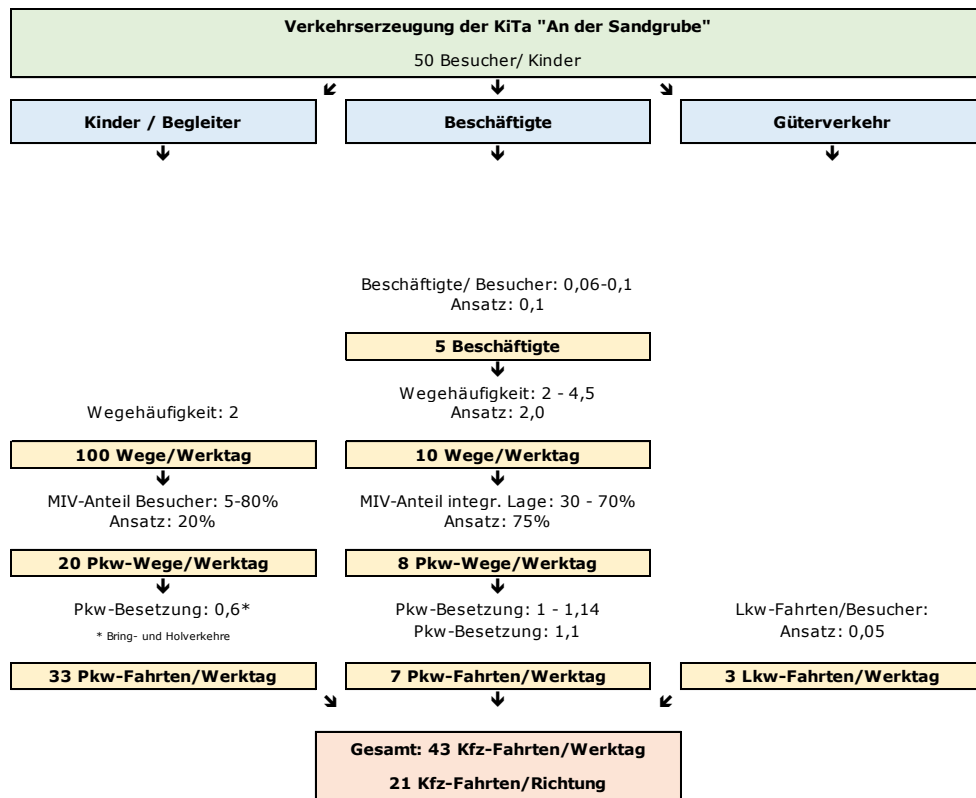 Verkehrserzeugung der KiTa "An der Sandgrube"
50 Besucher/ Kinder
Kinder / Begleiter
Beschäftigte
Güterverkehr
Beschäftigte/ Besucher: 0,06-0,1
Ansatz: 0,1
5 Beschäftigte
Wegehäufigkeit: 2
Wegehäufigkeit: 2 - 4,5
Ansatz: 2,0
100 Wege/Werktag
10 Wege/Werktag
MIV-Anteil Besucher: 5-80%
Ansatz: 20%
MIV-Anteil integr. Lage: 30 - 70%
Ansatz: 75%
20 Pkw-Wege/Werktag
8 Pkw-Wege/Werktag
Pkw-Besetzung: 0,6*
* Bring- und Holverkehre
Pkw-Besetzung: 1 - 1,14
Pkw-Besetzung: 1,1
Lkw-Fahrten/Besucher:
Ansatz: 0,05
33 Pkw-Fahrten/Werktag
7 Pkw-Fahrten/Werktag
3 Lkw-Fahrten/Werktag
Gesamt: 43 Kfz-Fahrten/Werktag
21 Kfz-Fahrten/Richtung